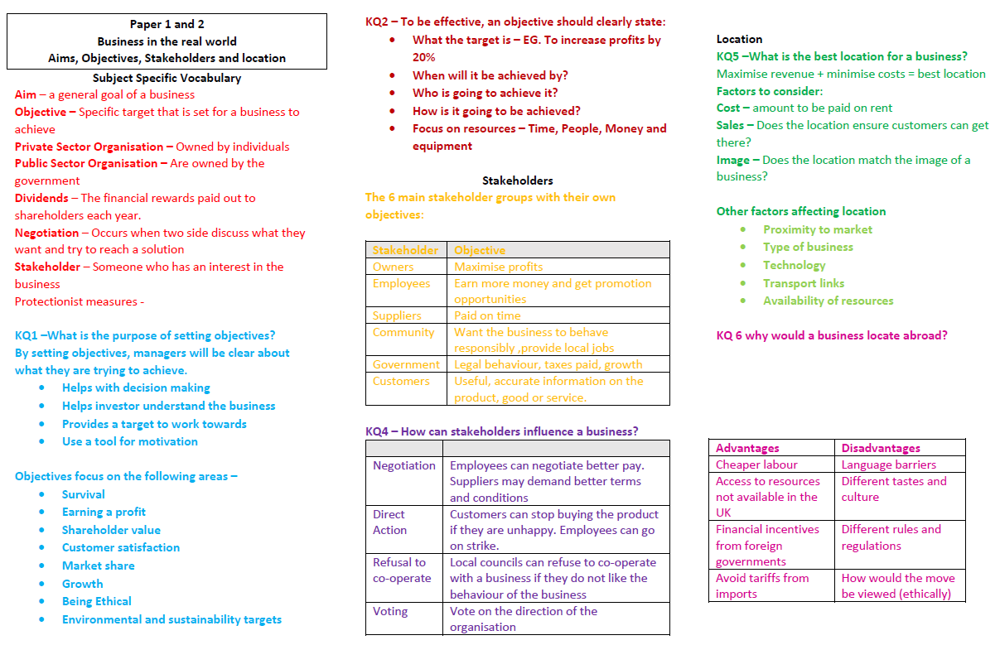 Paper 1 and 2
Business in the real world
Aims, Objectives, Stakeholders and location
Subject Specific Vocabulary
Aim – a general goal of a business
Objective – Specific target that is set for a business to
achieve
Private Sector Organisation – Owned by individuals
Public Sector Organisation – Are owned by the
government
Dividends – The financial rewards paid out to
shareholders each year.
Negotiation – Occurs when two side discuss what they
want and try to reach a solution
Stakeholder – Someone who has an interest in the
business
Protectionist measures -
KQ1 –What is the purpose of setting objectives?
By setting objectives, managers will be clear about
what they are trying to achieve.
• Helps with decision making
• Helps investor understand the business
• Provides a target to work towards
• Use a tool for motivation
Objectives focus on the following areas –
• Survival
• Earning a profit
• Shareholder value
• Customer satisfaction
• Market share
• Growth
• Being Ethical
• Environmental and sustainability targets
KQ2 – To be effective, an objective should clearly state:
• What the target is – EG. To increase profits by
20%
• When will it be achieved by?
• Who is going to achieve it?
• How is it going to be achieved?
• Focus on resources – Time, People, Money and
equipment
Stakeholders
The 6 main stakeholder groups with their own
objectives:
Stakeholder Objective
Owners Maximise profits
Employees Earn more money and get promotion
opportunities
Suppliers Paid on time
Community Want the business to behave
responsibly ,provide local jobs
Government Legal behaviour, taxes paid, growth
Customers Useful, accurate information on the
product, good or service.
KQ4 – How can stakeholders influence a business?
Negotiation Employees can negotiate better pay.
Suppliers may demand better terms
and conditions
Direct Customers can stop buying the product
Action if they are unhappy. Employees can go
on strike.
Refusal to Local councils can refuse to co-operate
co-operate with a business if they do not like the
behaviour of the business
Voting Vote on the direction of the
organisation
Location
KQ5 –What is the best location for a business?
Maximise revenue + minimise costs = best location
Factors to consider:
Cost – amount to be paid on rent
Sales – Does the location ensure customers can get
there?
Image – Does the location match the image of a
business?
Other factors affecting location
• Proximity to market
• Type of business
• Technology
• Transport links
• Availability of resources
KQ 6 why would a business locate abroad?
Advantages Disadvantages
Cheaper labour Language barriers
Access to resources Different tastes and
not available in the culture
UK
Financial incentives Different rules and
from foreign regulations
governments
Avoid tariffs from How would the move
imports be viewed (ethically)